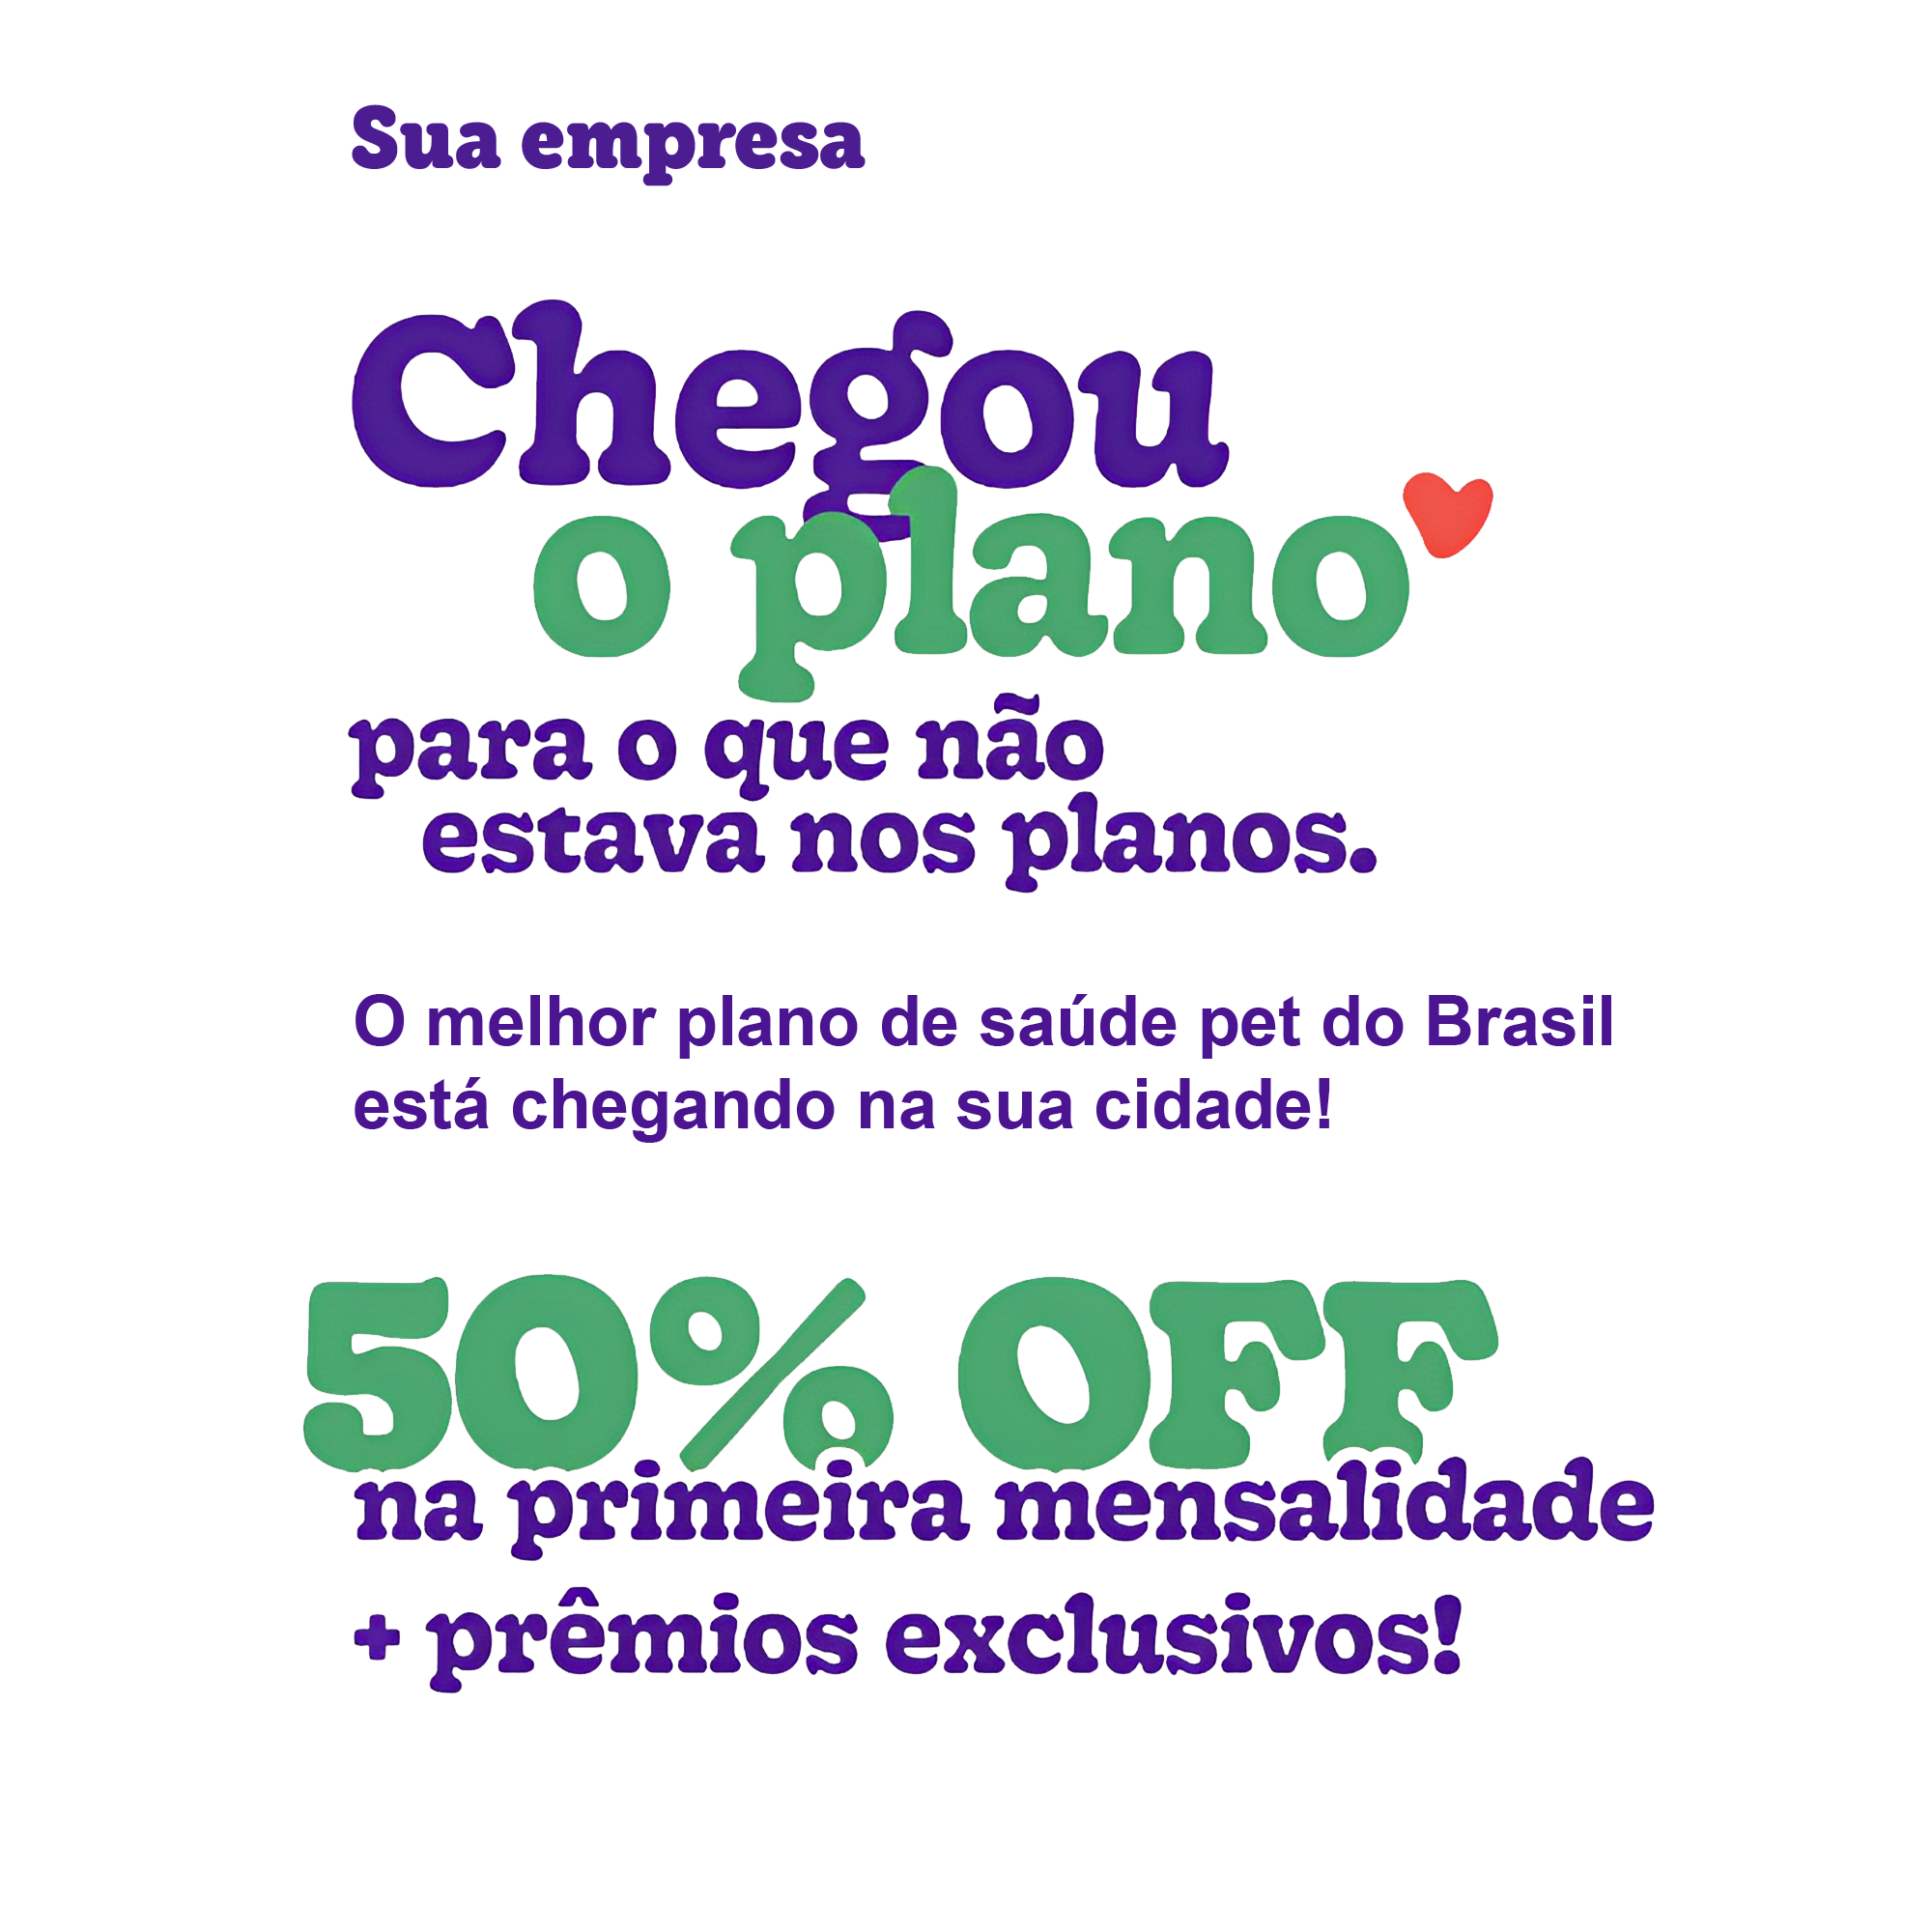 Sua empresa
Chegou
o plano
para o que não
estava nos planos.
O melhor plano de saúde pet do Brasil
está chegando na sua cidade!
50% OFF
na primeira mensalidade
+ prêmios exclusivos!